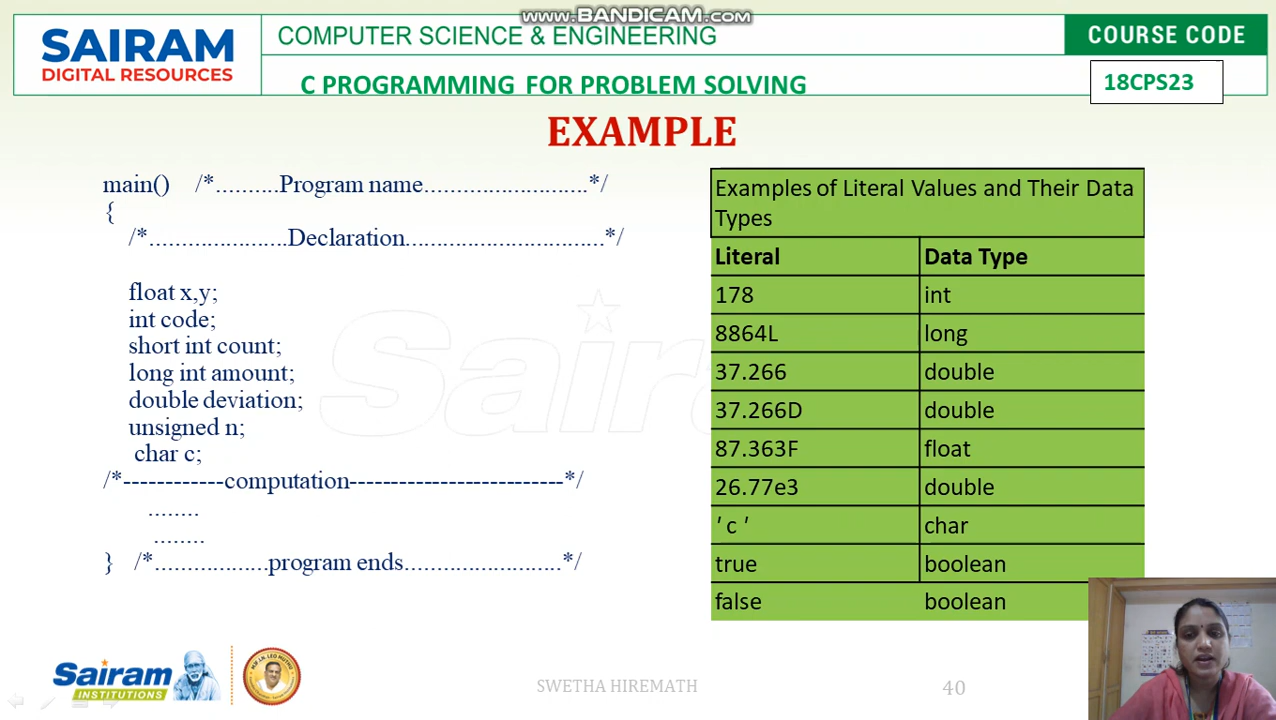 www.BANDICAM.com
SAIRAM
DIGITAL RESOURCES
COMPUTER SCIENCE & ENGINEERING
COURSE CODE
C PROGRAMMING FOR PROBLEM SOLVING
18CPS23
EXAMPLE
main() /*..........Program name..........................*/
{
/*......................Declaration...............................*/
float x,y;
int code;
short int count;
long int amount;
double deviation;
unsigned n;
char c;
/*------------computation--------------------------*/
........
........
} /*..................program ends.........................*/
Examples of Literal Values and Their Data
Types
Literal Data Type
178 int
8864L long
37.266 double
37.266D double
87.363F float
26.77e3 double
' c ' char
true boolean
false boolean
Sairam
Sairam
INSTITUTIONS
SWETHA HIREMATH
40